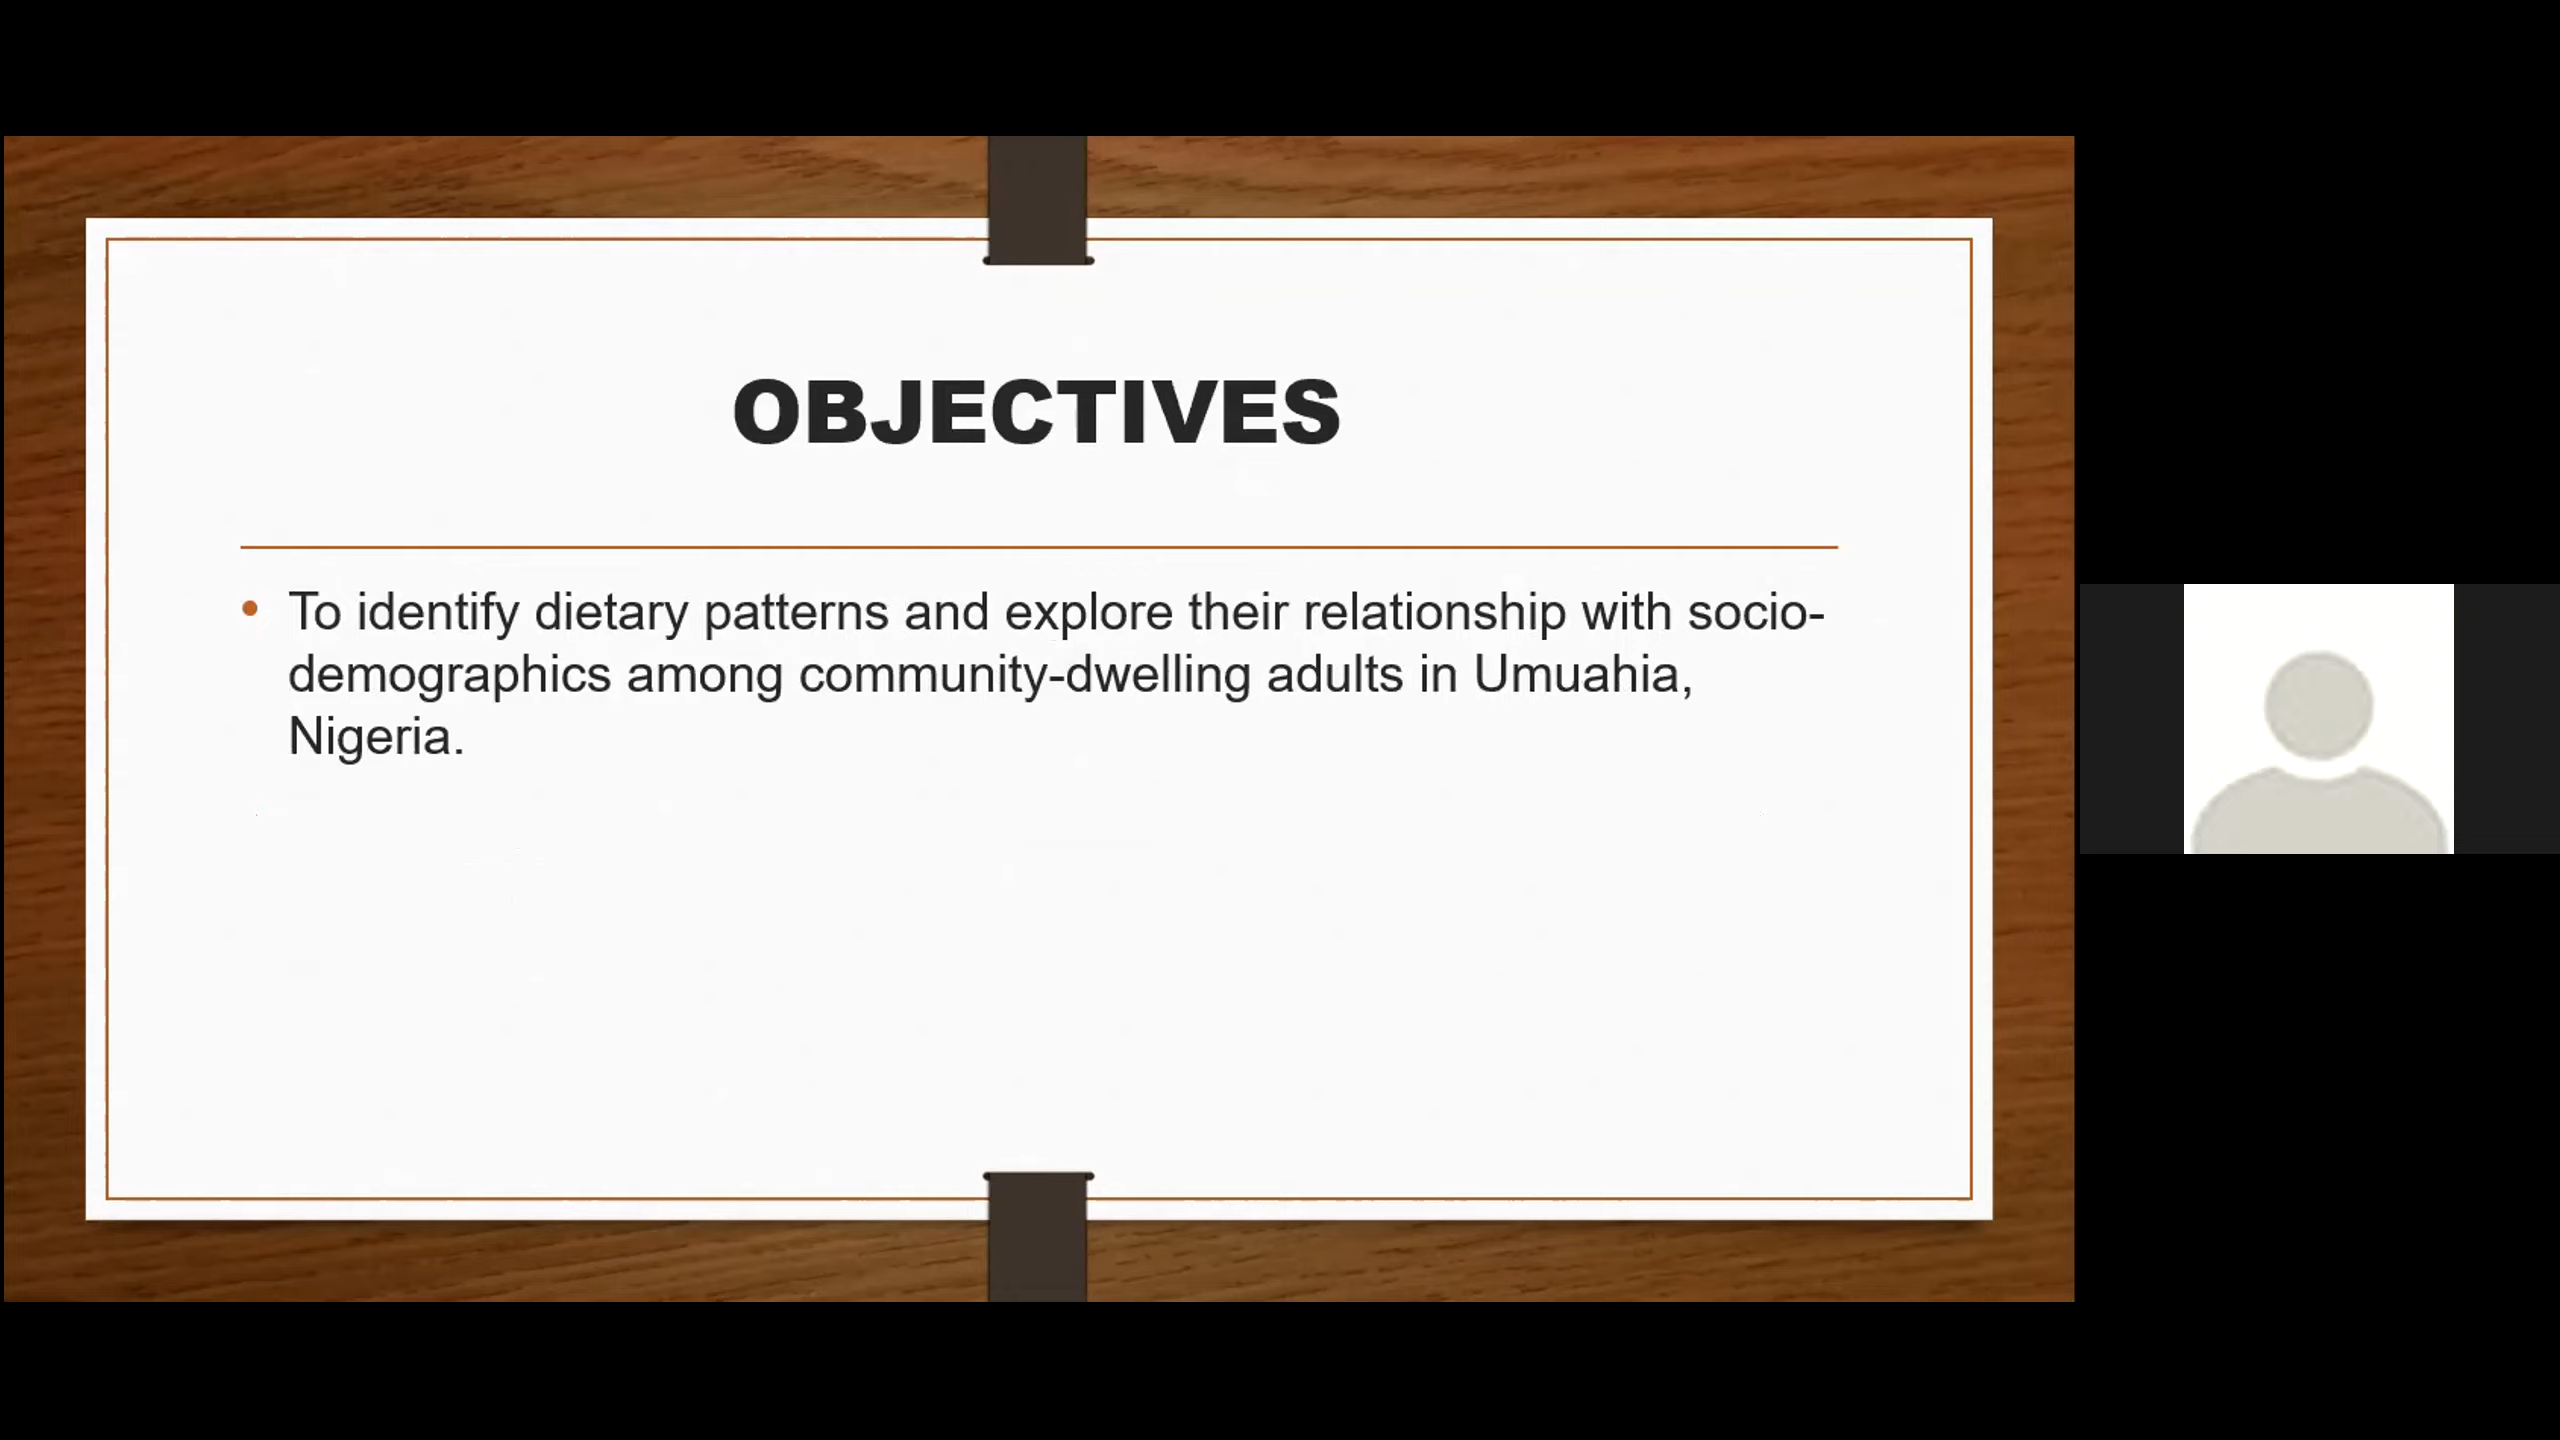 OBJECTIVES
• To identify dietary patterns and explore their relationship with socio-
demographics among community-dwelling adults in Umuahia,
Nigeria.